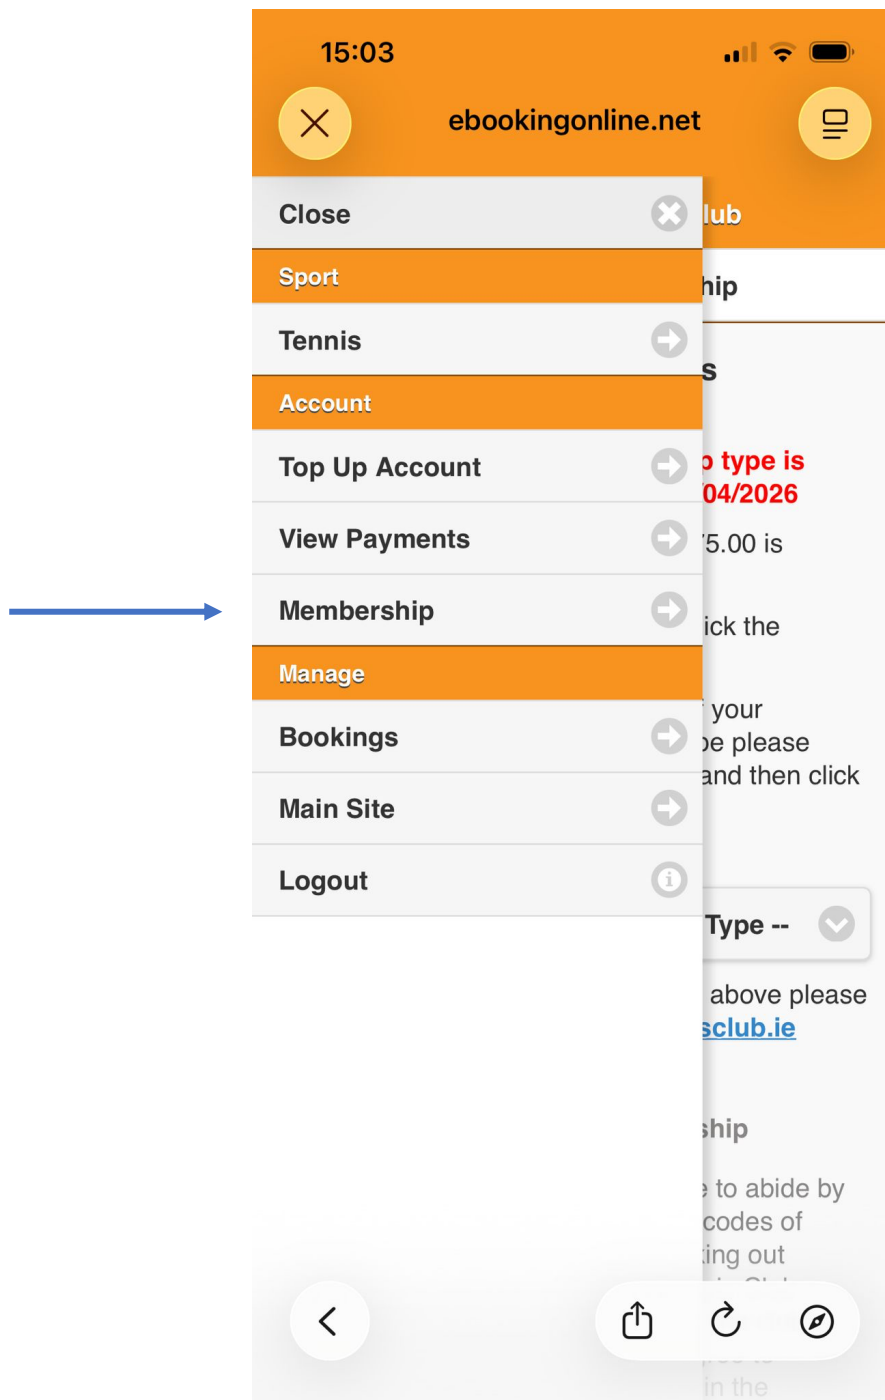 15:03
ebookingonline.net
Close
lub
Sport
hip
Tennis
s
Account
Top Up Account
type is
04/2026
View Payments
5.00 is
Membership
ick the
Manage
your
Bookings
be please
and then click
Main Site
Logout
Type --
above please
sclub.ie
ship
to abide by
codes of
king out
in the